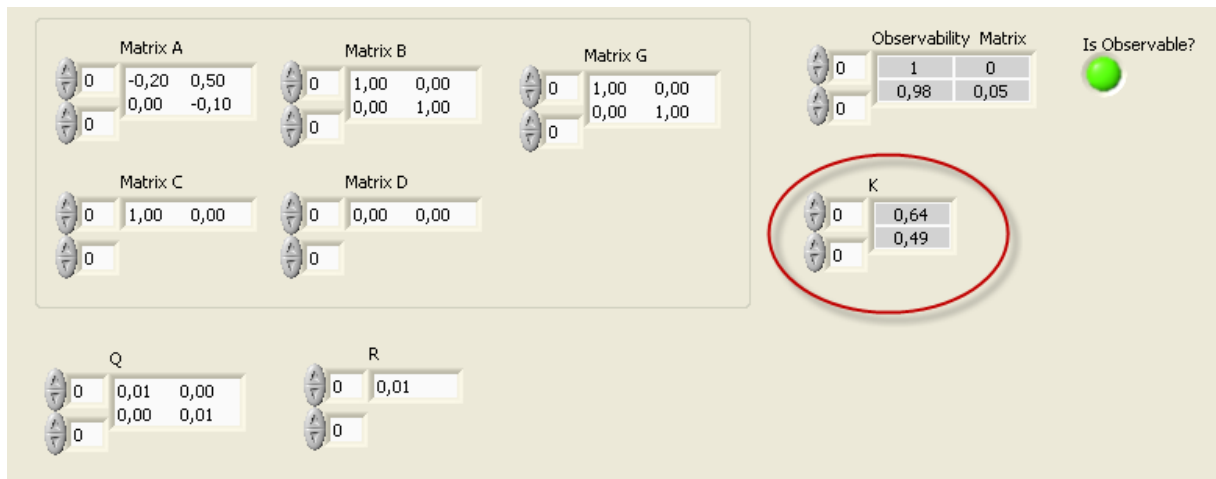 Matrix A
0 -0,20 0,50
0,00 -0,10
0
Matrix B
0 1,00 0,00
0,00 1,00
0
Matrix G
0 1,00 0,00
0,00 1,00
0
Observability Matrix
0 1 0
0,98 0,05
0
Is Observable?
Matrix C
0 1,00 0,00
0
Matrix D
0 0,00 0,00
0
K
0 0,64
0,49
0
Q
0 0,01 0,00
0,00 0,01
0
R
0 0,01
0